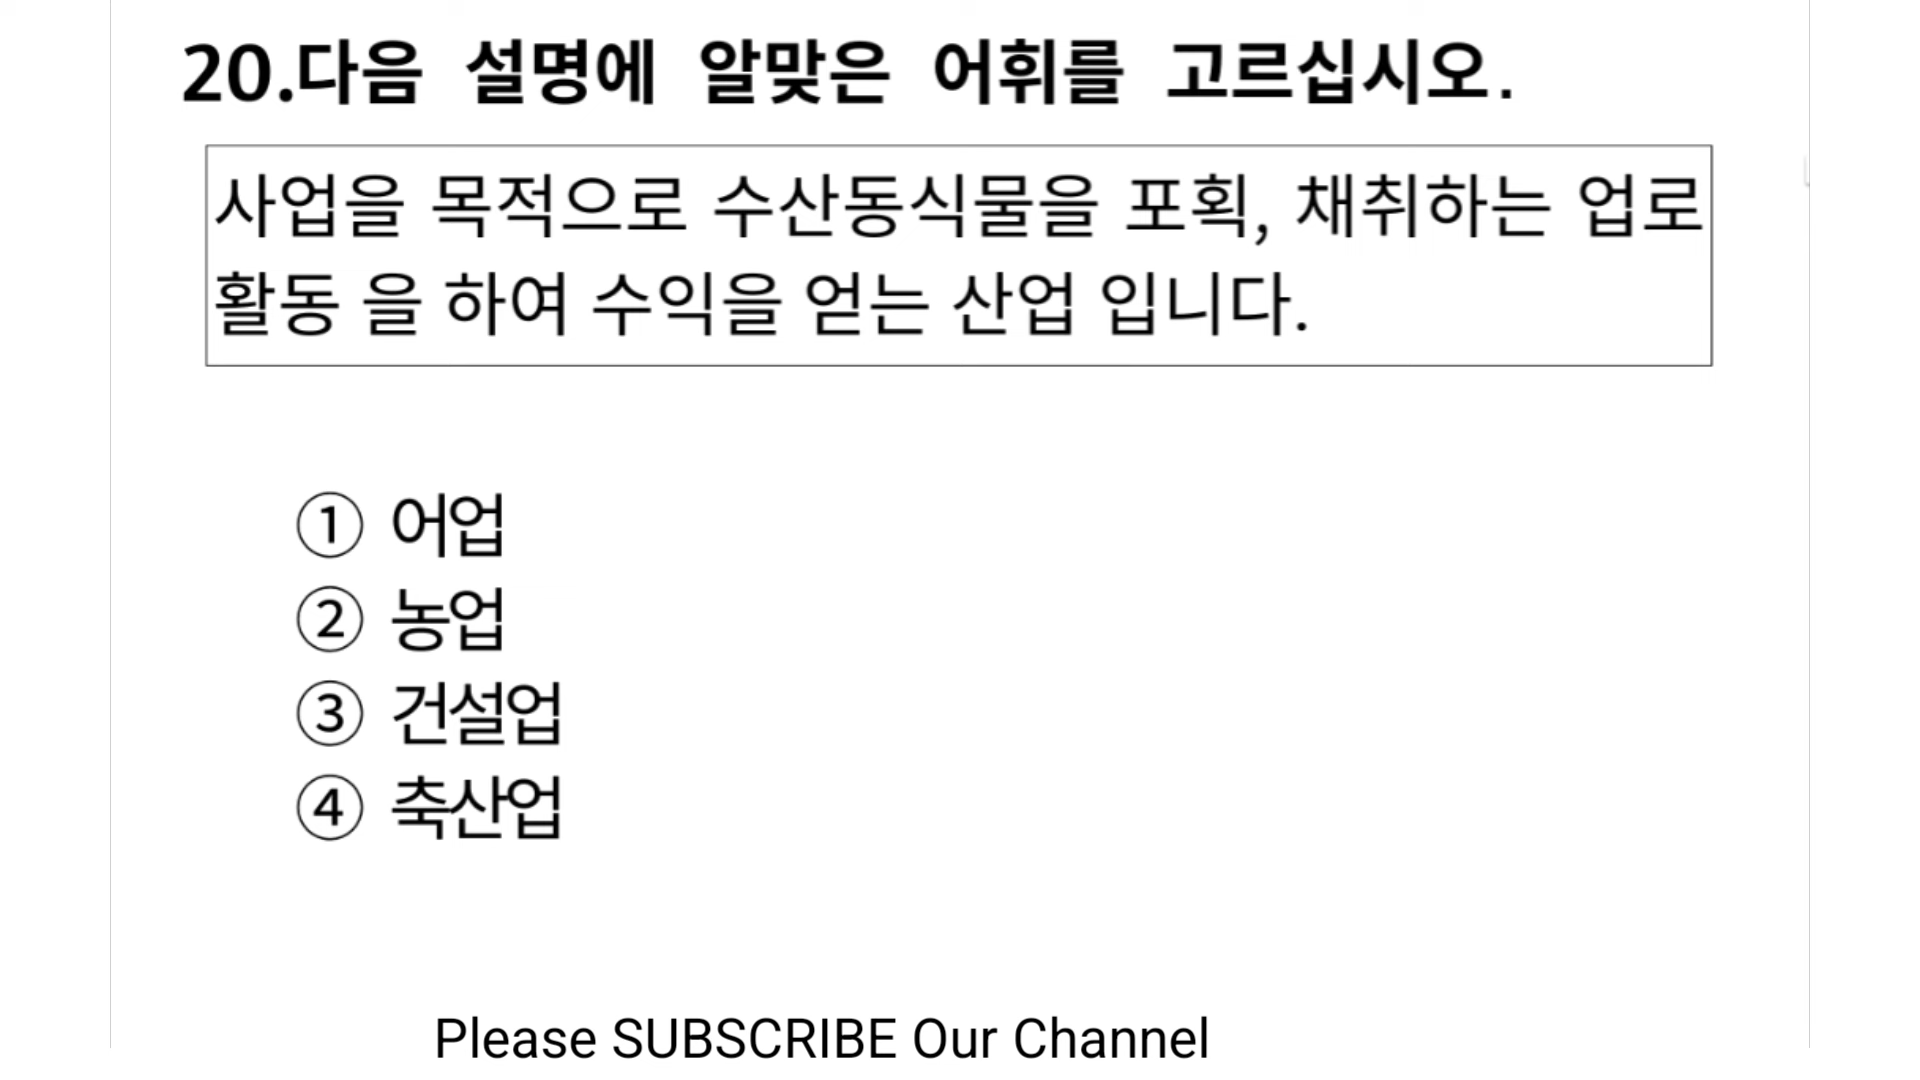 20.다음 설명에 알맞은 어휘를 고르십시오.
사업을 목적으로 수산동식물을 포획, 채취하는 업로
활동 을 하여 수익을 얻는 산업 입니다.
① 어업
② 농업
③ 건설업
④ 축산업
Please SUBSCRIBE Our Channel